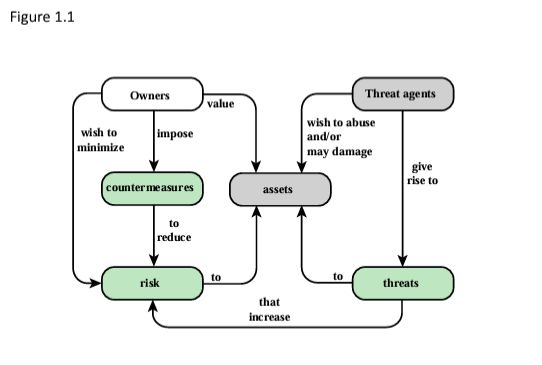 Figure 1.1
Owners
value
Threat agents
wish to
minimize
impose
wish to abuse
and/or
may damage
give
rise to
countermeasures
assets
to
reduce
risk
to
to
threats
that
increase